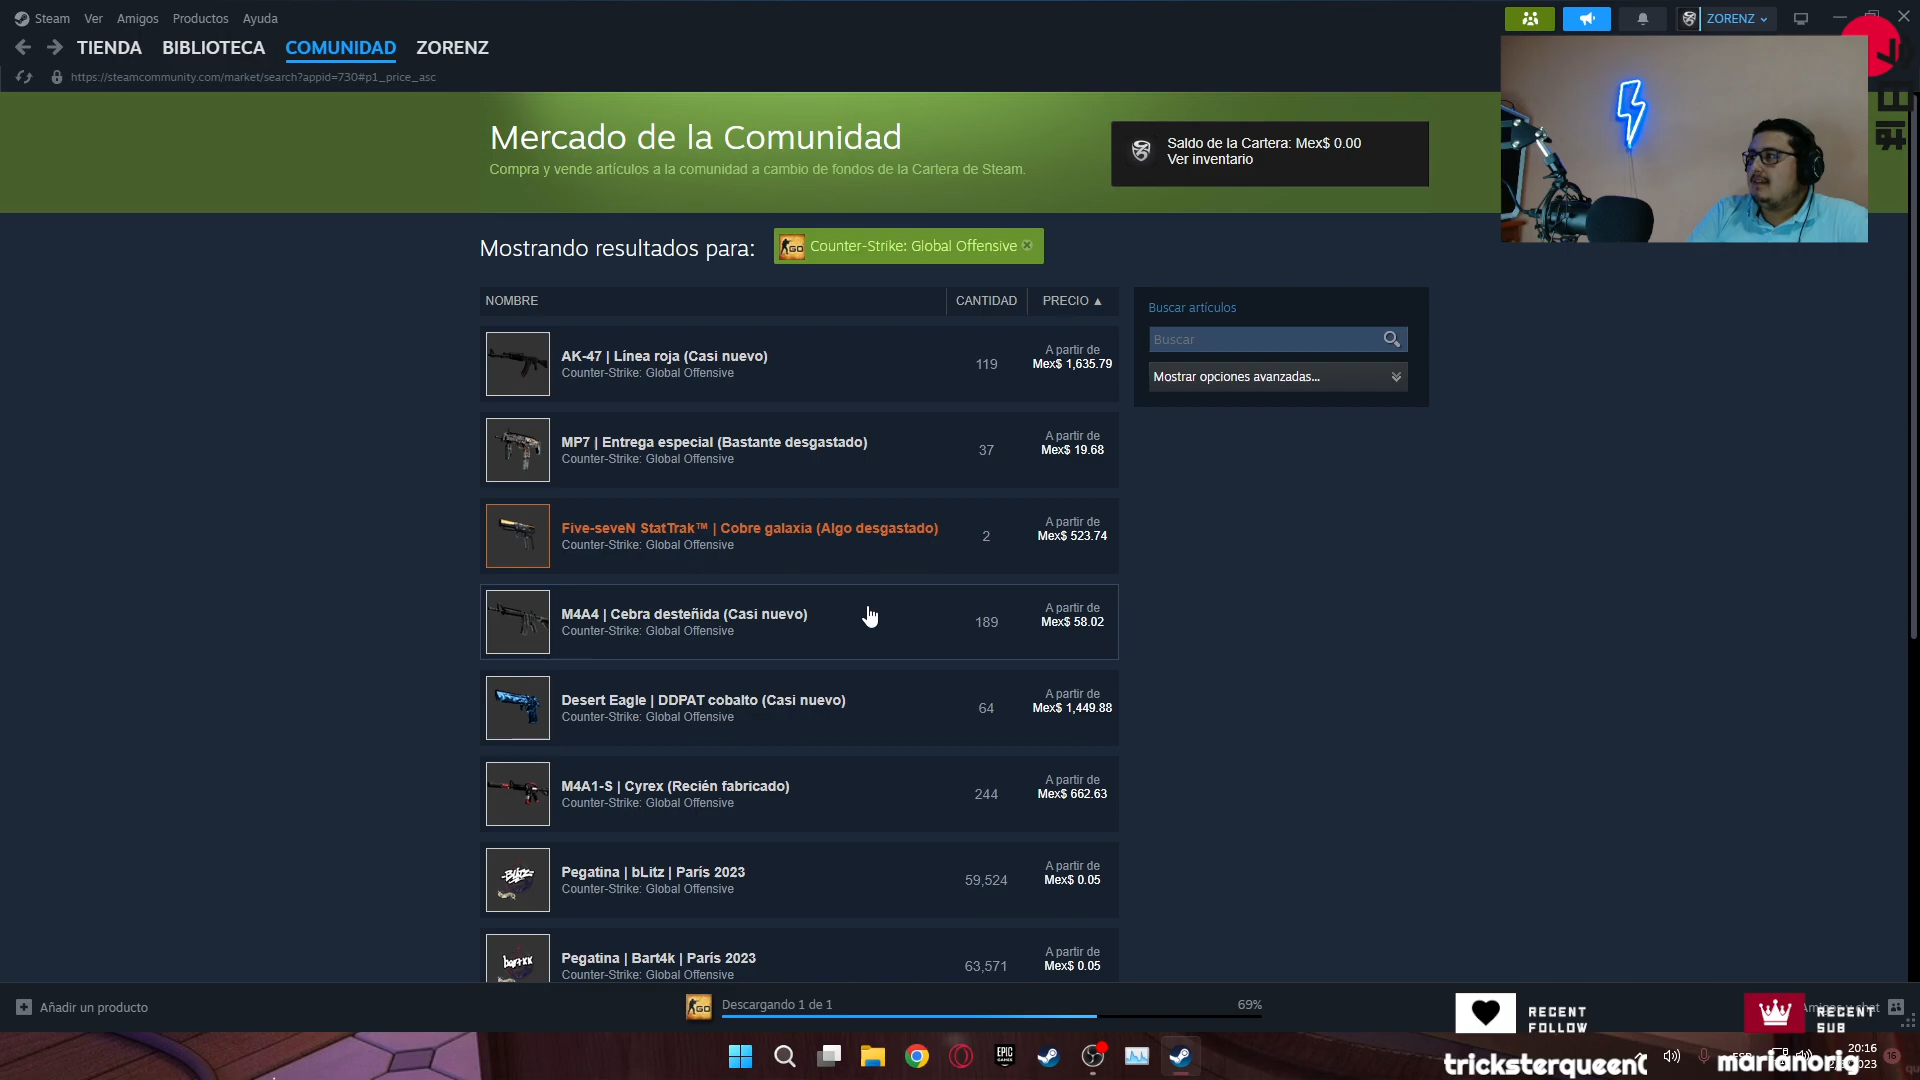 Steam Ver Amigos Productos Ayuda
ZORENZ
TIENDA BIBLIOTECA COMUNIDAD ZORENZ
https://steamcommunity.com/market/search?appid=730#p1_price_asc
Mercado de la Comunidad
Compra y vende artículos a la comunidad a cambio de fondos de la Cartera de Steam.
Saldo de la Cartera: Mex$ 0.00
Ver inventario
Mostrando resultados para: Counter-Strike: Global Offensive
NOMBRE CANTIDAD PRECIO ▲
AK-47 | Línea roja (Casi nuevo)
Counter-Strike: Global Offensive
119
A partir de
Mex$ 1,635.79
MP7 | Entrega especial (Bastante desgastado)
Counter-Strike: Global Offensive
37
A partir de
Mex$ 19.68
Five-seveN StatTrak™ | Cobre galaxia (Algo desgastado)
Counter-Strike: Global Offensive
2
A partir de
Mex$ 523.74
M4A4 | Cebra desteñida (Casi nuevo)
Counter-Strike: Global Offensive
189
A partir de
Mex$ 58.02
Desert Eagle | DDPAT cobalto (Casi nuevo)
Counter-Strike: Global Offensive
64
A partir de
Mex$ 1,449.88
M4A1-S | Cyrex (Recién fabricado)
Counter-Strike: Global Offensive
244
A partir de
Mex$ 662.63
Pegatina | bLitz | París 2023
Counter-Strike: Global Offensive
59,524
A partir de
Mex$ 0.05
Pegatina | Bart4k | París 2023
Counter-Strike: Global Offensive
63,571
A partir de
Mex$ 0.05
Buscar artículos
Buscar
Mostrar opciones avanzadas...
Añadir un producto
Descargando 1 de 1
69%
RECENT
FOLLOW
RECENT
SUB
EPIC
GAMES
20:16
16
marianorig